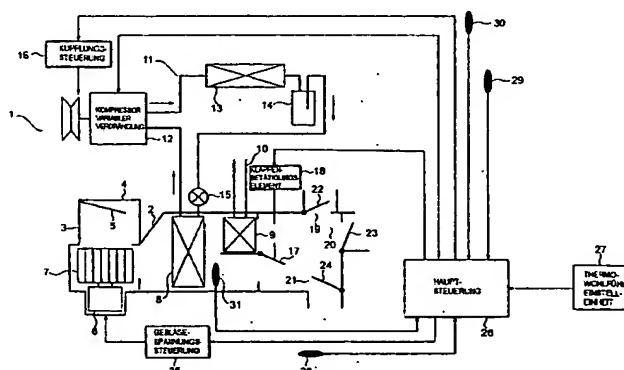 30
16
KUPPLUNGS-
STEUERUNG
11
29
13
14
1
KOMPRESSOR
VARIABLER
VERDRÄNGUNG
12
10
KLAPPEN-
BETÄTIGUNGS-
ELEMENT
18
4
15
22
2
3
5
19
20
23
7
9
17
27
24
21
HAUPT-
STEUERUNG
THERMO-
WOHLFÜHL-
EINSTELL-
EINHEIT
8
31
6
26
GEBLÄSE-
SPANNUNGS-
STEUERUNG
25